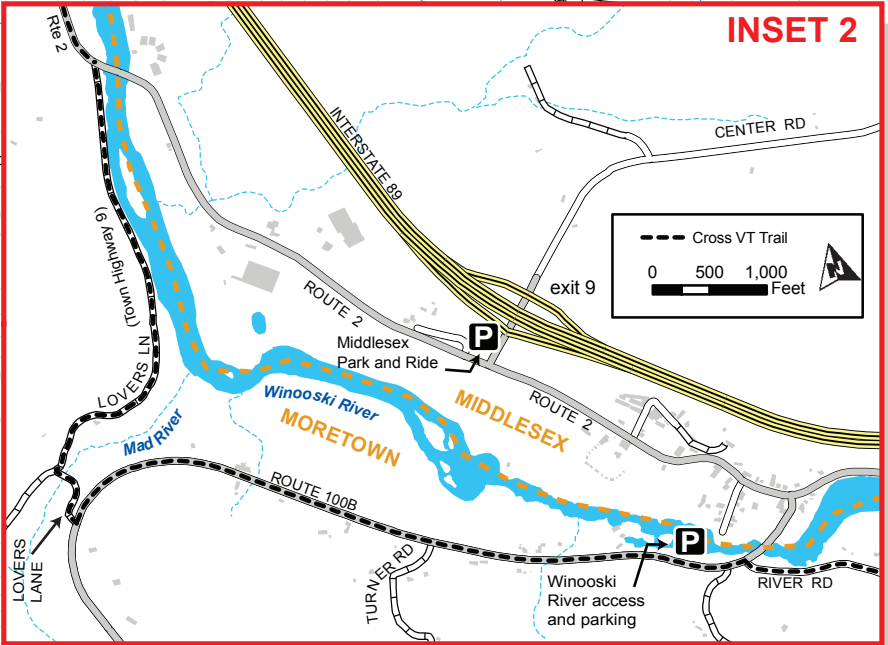 INSET 2
Rte 2
INTERSTATE 89
CENTER RD
Cross VT Trail
0 500 1,000
Feet
N
exit 9
(Town Highway 9)
LOVERS LN
ROUTE 2
P
Middlesex
Park and Ride
Winooski River
MIDDLESEX
MORETOWN
ROUTE 2
Mad River
ROUTE 100B
LOVERS
LANE
TURNER RD
P
Winooski
River access
and parking
RIVER RD